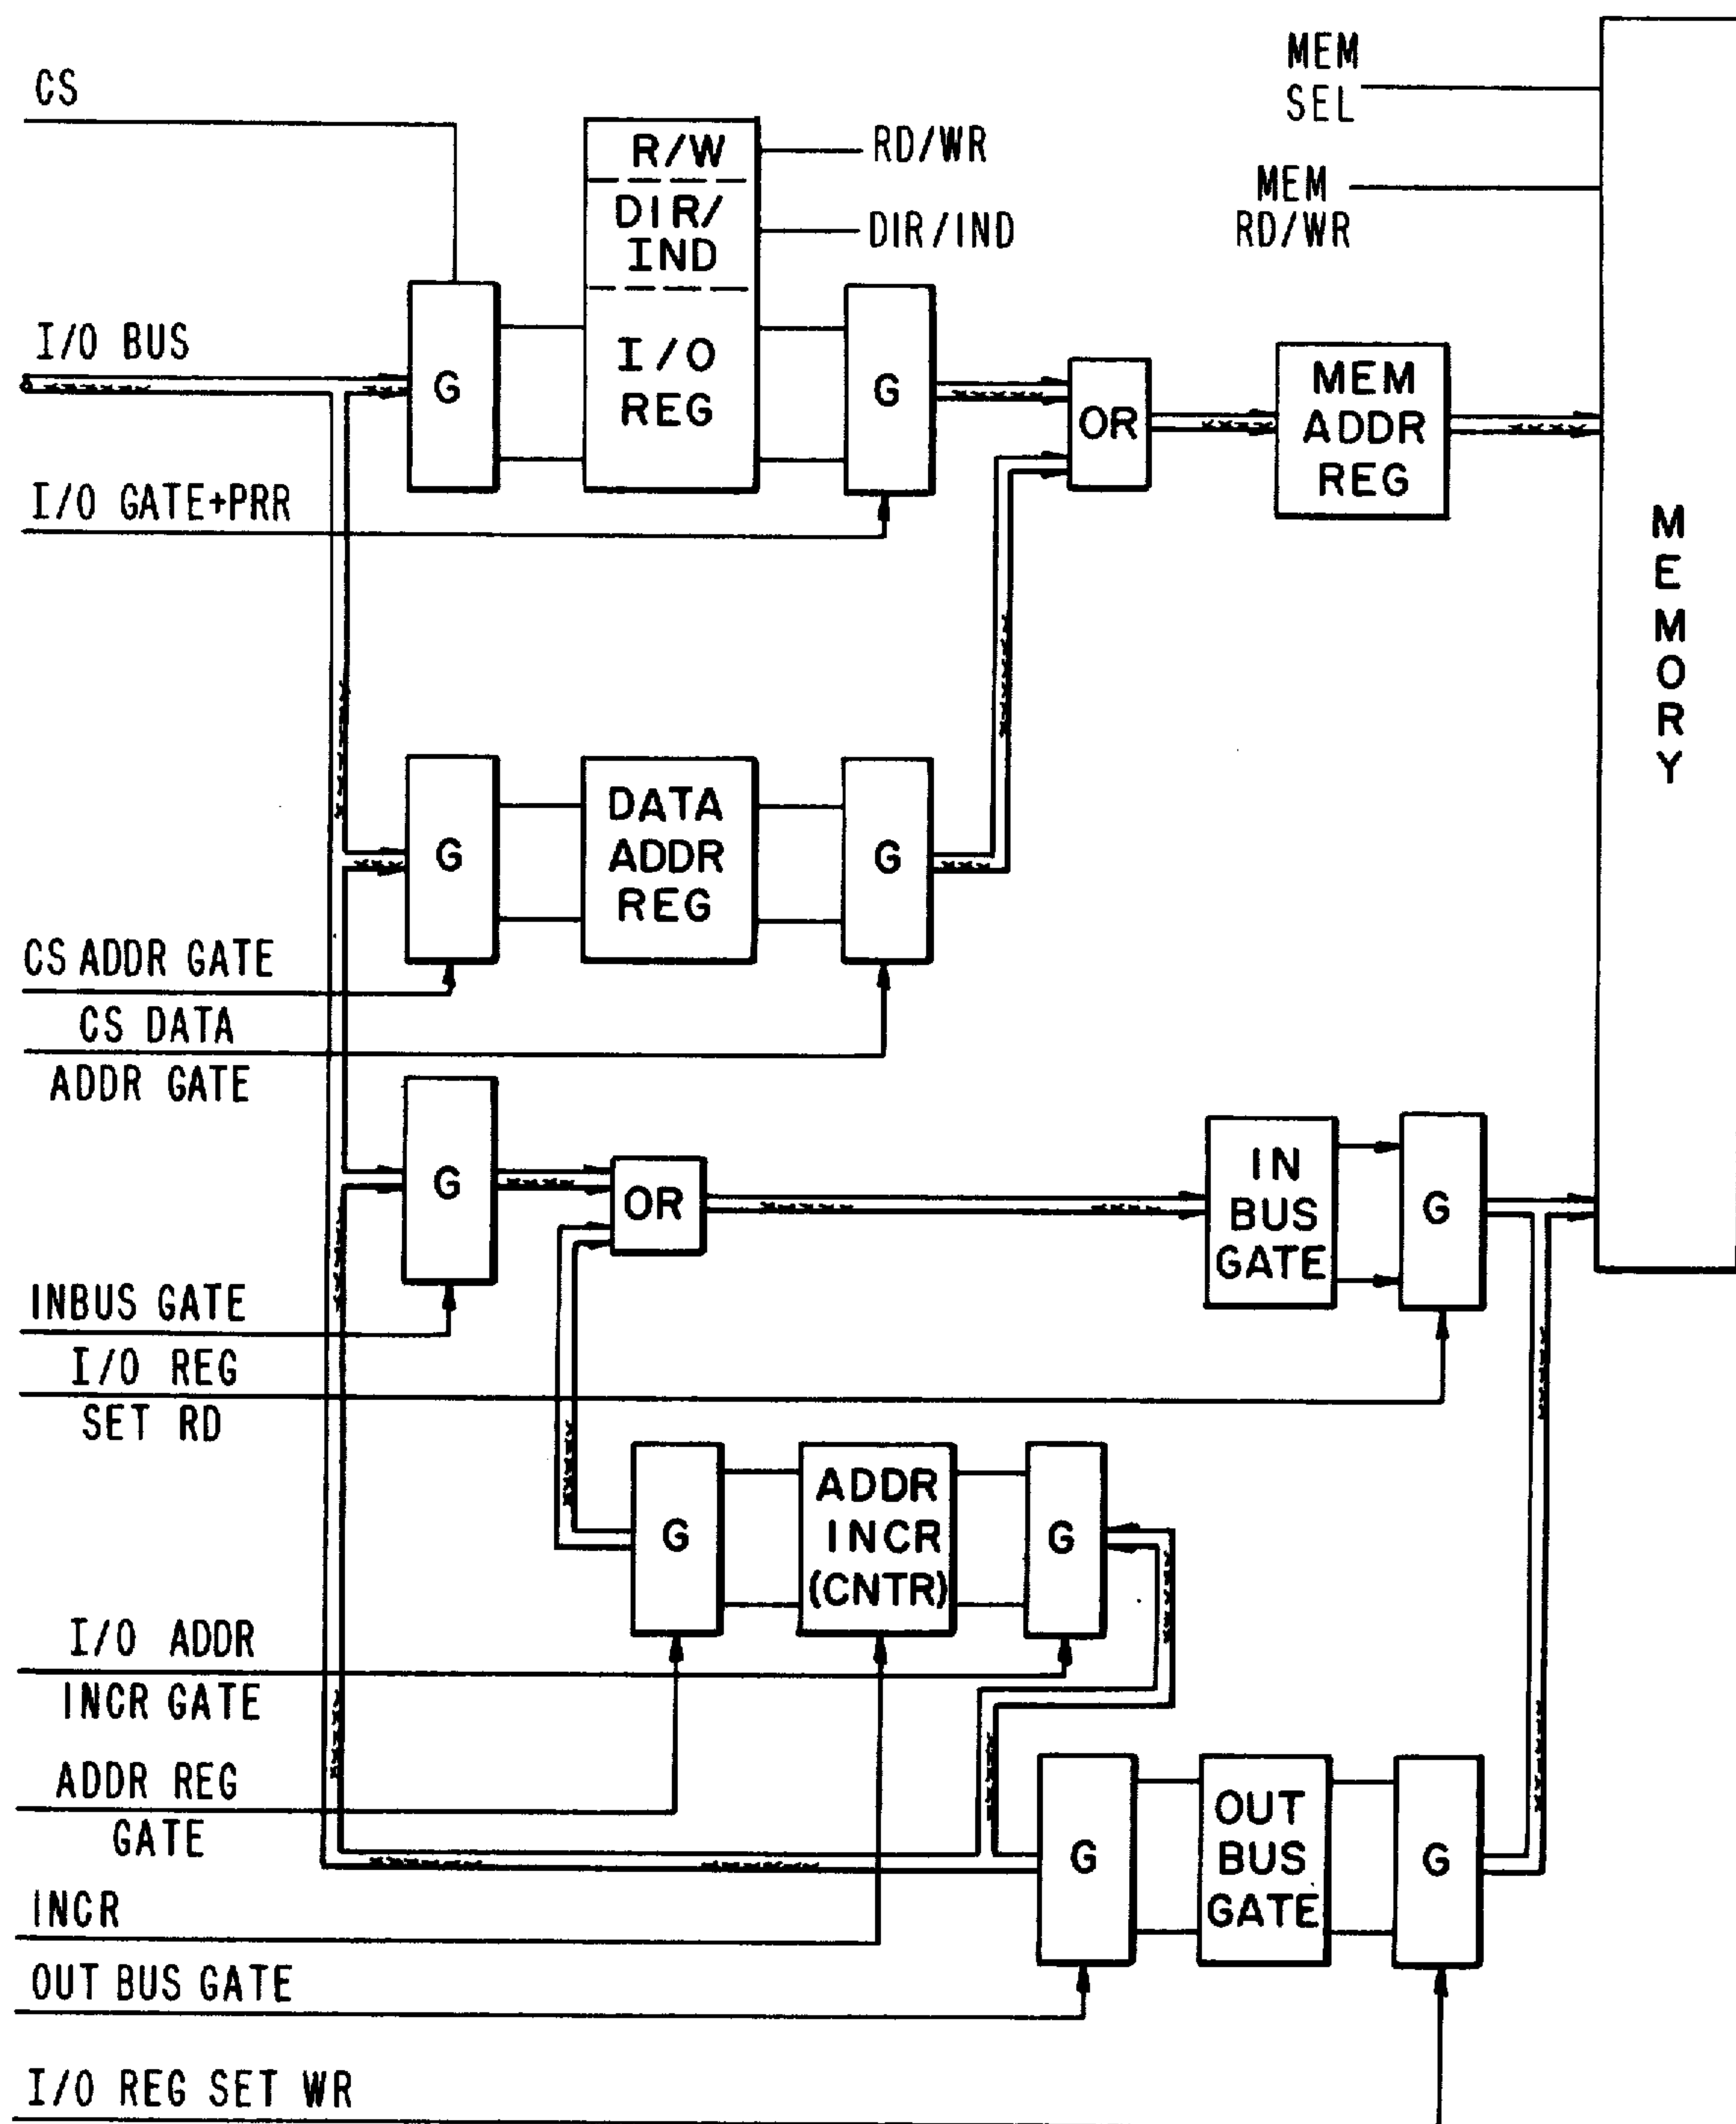 CS
R/W
RD/WR
DIR/
IND
DIR/IND
MEM
SEL
MEM
RD/WR
I/O BUS
G
I/O
REG
G
OR
MEM
ADDR
REG
I/O GATE+PRR
MEMORY
G
DATA
ADDR
REG
G
CS ADDR GATE
CS DATA
ADDR GATE
G
OR
IN
BUS
GATE
G
INBUS GATE
I/O REG
SET RD
G
ADDR
INCR
(CNTR)
G
I/O ADDR
INCR GATE
ADDR REG
GATE
G
OUT
BUS
GATE
G
INCR
OUT BUS GATE
I/O REG SET WR